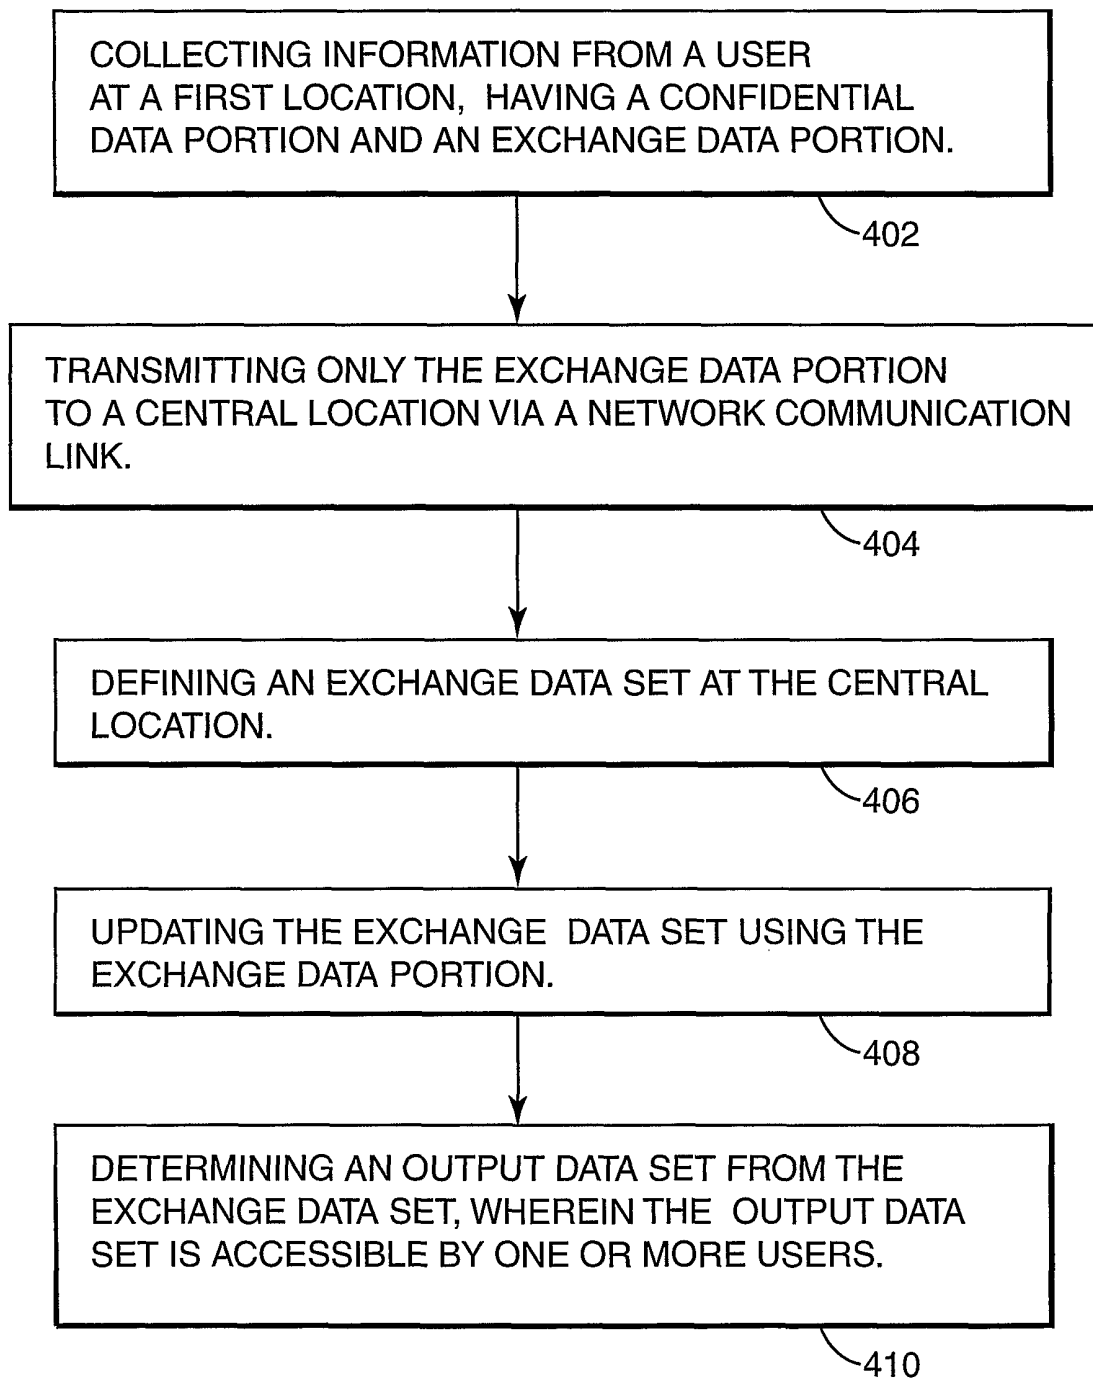 COLLECTING INFORMATION FROM A USER
AT A FIRST LOCATION, HAVING A CONFIDENTIAL
DATA PORTION AND AN EXCHANGE DATA PORTION.
402
TRANSMITTING ONLY THE EXCHANGE DATA PORTION
TO A CENTRAL LOCATION VIA A NETWORK COMMUNICATION
LINK.
404
DEFINING AN EXCHANGE DATA SET AT THE CENTRAL
LOCATION.
406
UPDATING THE EXCHANGE DATA SET USING THE
EXCHANGE DATA PORTION.
408
DETERMINING AN OUTPUT DATA SET FROM THE
EXCHANGE DATA SET, WHEREIN THE OUTPUT DATA
SET IS ACCESSIBLE BY ONE OR MORE USERS.
410